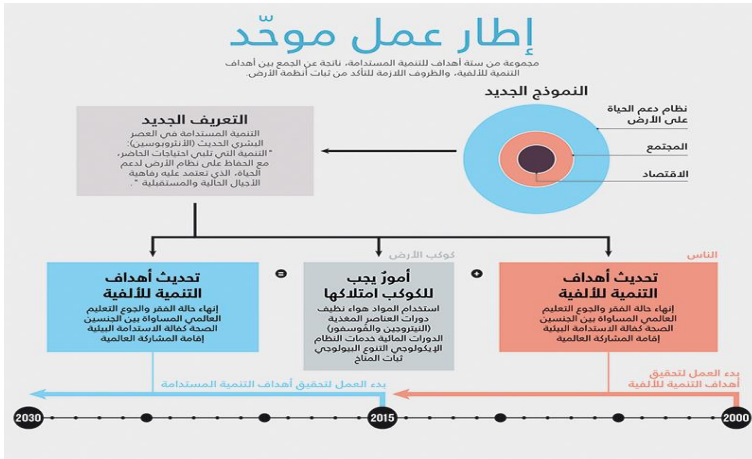 إطار عمل موحّد
مجموعة من ستة أهداف للتنمية المستدامة، ناتجة عن الجمع بين أهداف
التنمية للألفية، والظروف اللازمة للتأكد من ثبات أنظمة الأرض.
النموذج الجديد
نظام دعم الحياة
على الأرض
المجتمع
الاقتصاد
التعريف الجديد
التنمية المستدامة في العصر
البشري الحديث (الأنتروبوسين):
"التنمية التي تلبي احتياجات الحاضر،
مع الحفاظ على نظام الأرض لدعم
الحياة، الذي تعتمد عليه رفاهية
الأجيال الحالية والمستقبلية ".
الناس
تحديث أهداف
التنمية للألفية
إنهاء حالة الفقر والجوع التعليم
العالمي المساواة بين الجنسين
الصحة كفالة الاستدامة البيئية
إقامة المشاركة العالمية
+
كوكب الأرض
أمورٌ يجب
للكوكب امتلاكها
استخدام المواد هواء نظيف
دورات العناصر المغذية
(النيتروجين والفوسفور)
الدورات المائية خدمات النظام
الإيكولوجي التنوع البيولوجي
ثبات المناخ
=
تحديث أهداف
التنمية للألفية
إنهاء حالة الفقر والجوع التعليم
العالمي المساواة بين الجنسين
الصحة كفالة الاستدامة البيئية
إقامة المشاركة العالمية
بدء العمل لتحقيق
أهداف التنمية للألفية
بدء العمل لتحقيق أهداف التنمية المستدامة
2000
2015
2030